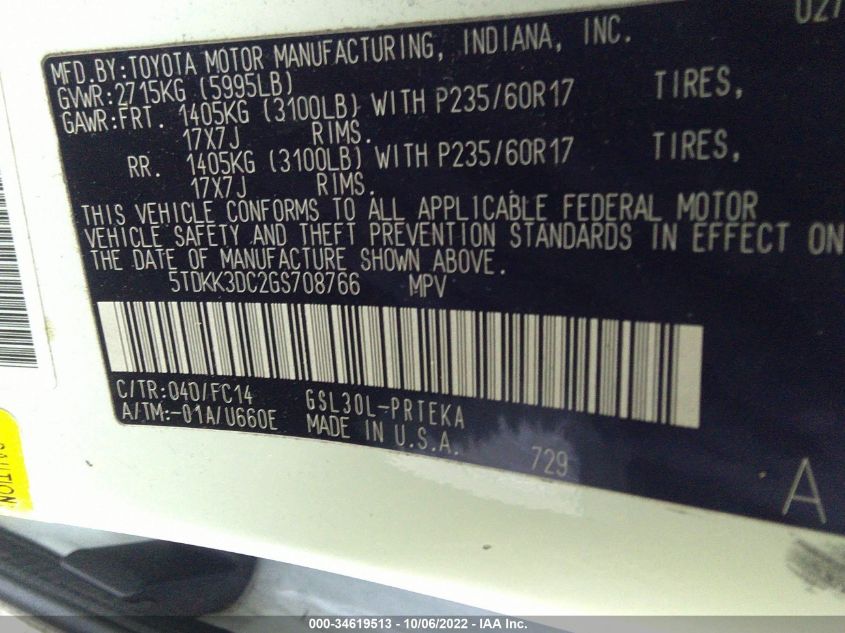 027
MFD.BY:TOYOTA MOTOR MANUFACTURING, INDIANA, INC.
GVWR:2715KG (5995LB)
GAWR:FRT. 1405KG (3100LB) WITH P235/60R17 TIRES,
17X7J RIMS.
RR. 1405KG (3100LB) WITH P235/60R17 TIRES,
17X7J RIMS.
THIS VEHICLE CONFORMS TO ALL APPLICABLE FEDERAL MOTOR
VEHICLE SAFETY AND THEFT PREVENTION STANDARDS IN EFFECT ON
THE DATE OF MANUFACTURE SHOWN ABOVE.
5TDKK3DC2GS708766 MPV
C/TR:040/FC14 GSL30L-PRTEKA
A/TM:-01A/U660E MADE IN U.S.A.
729
A
000-34619513 - 10/06/2022 - IAA Inc.